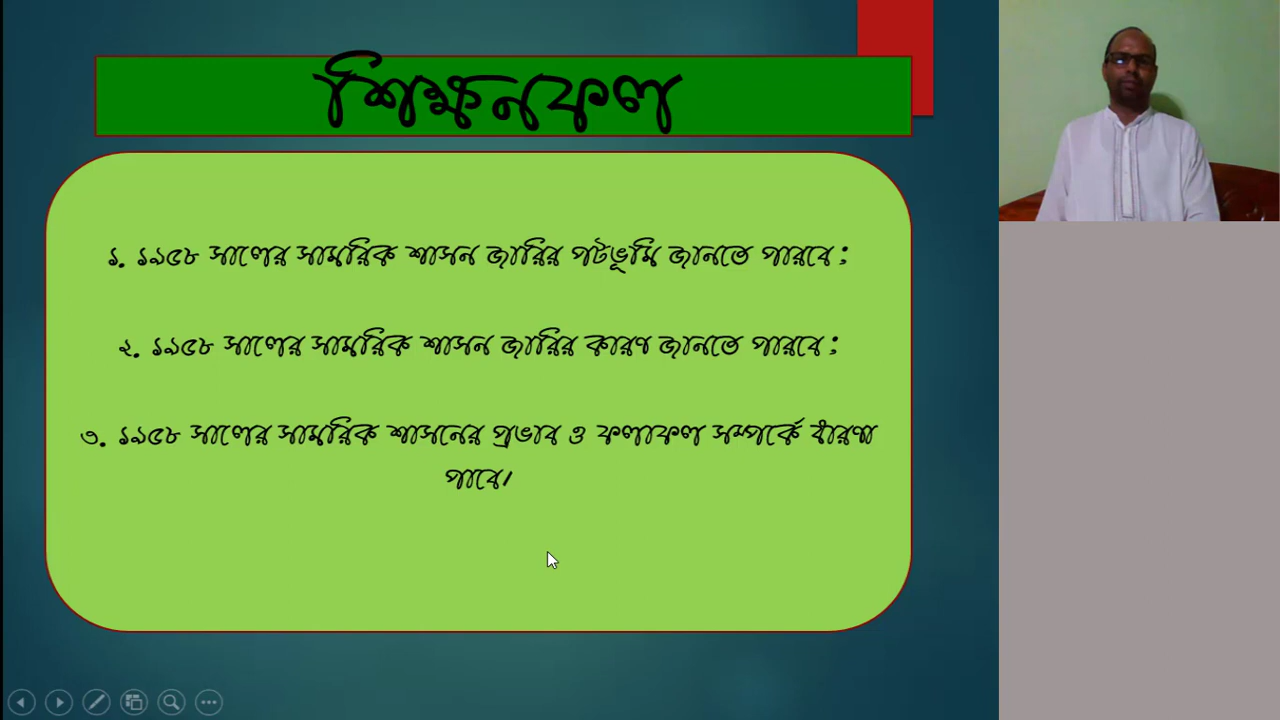 শিক্ষনফল
১. ১৯৫৮ সালের সামরিক শাসন জারির পটভূমি জানতে পারবে ;
২. ১৯৫৮ সালের সামরিক শাসন জারির কারণ জানতে পারবে ;
৩. ১৯৫৮ সালের সামরিক শাসনের প্রভাব ও ফলাফল সম্পর্কে ধারণা
পাবে।